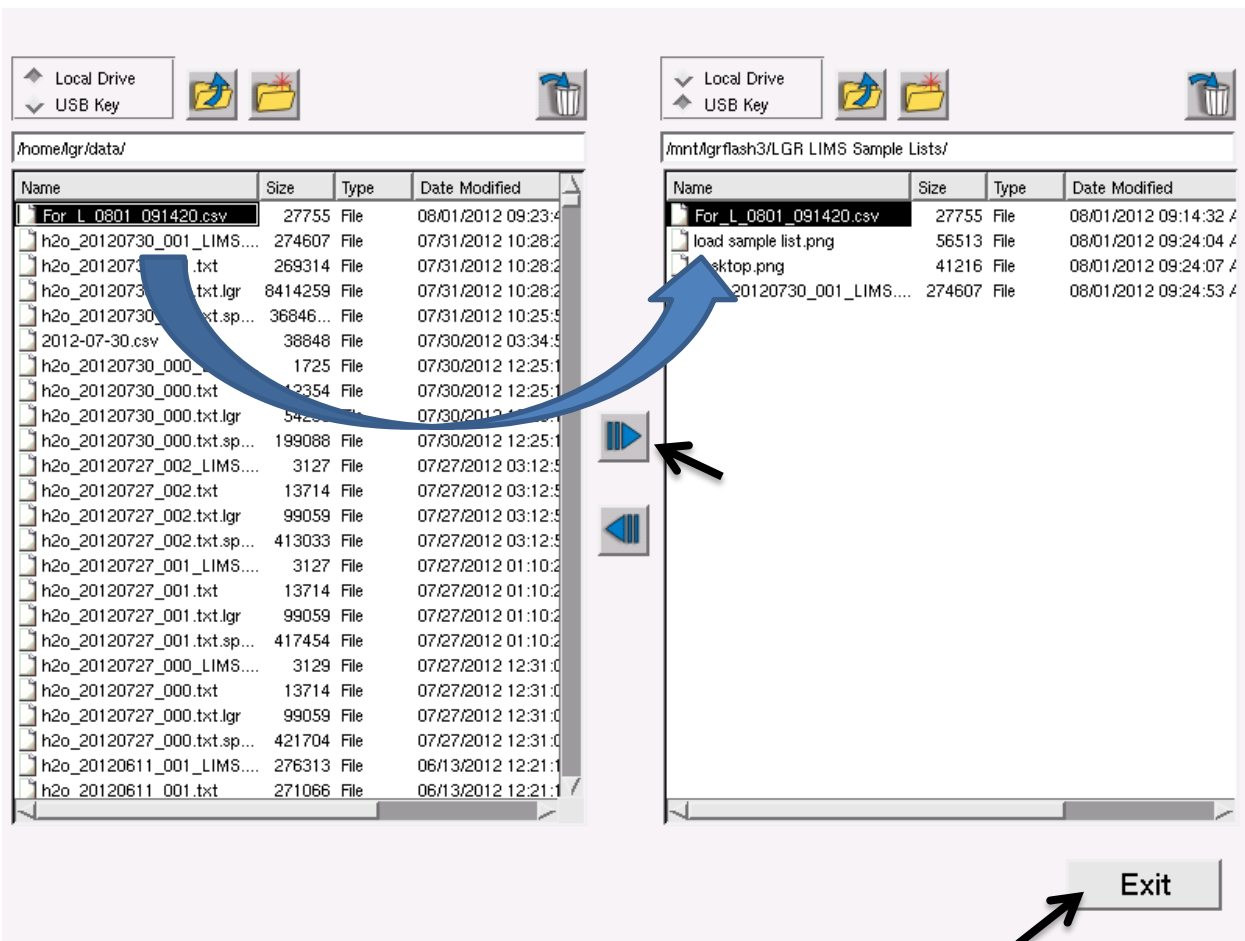 Local Drive
USB Key
/home/lgr/data/
Name Size Type Date Modified
For_L_0801_091420.csv 27755 File 08/01/2012 09:23:4
h2o_20120730_001_LIMS.... 274607 File 07/31/2012 10:28:2
.txt 269314 File 07/31/2012 10:28:2
.txt.lgr 8414259 File 07/31/2012 10:28:2
h2o_20120730_ 36846... File 07/31/2012 10:25:5
2012-07-30.csv 38848 File 07/30/2012 03:34:5
h2o_20120730_000_ 1725 File 07/30/2012 12:25:1
h2o_20120730_000.txt File 07/30/2012 12:25:1
h2o_20120730_000.txt.lgr
h2o_20120730_000.txt.sp... 199088 File 07/30/2012 12:25:1
h2o_20120727_002_LIMS.... 3127 File 07/27/2012 03:12:5
h2o_20120727_002.txt 13714 File 07/27/2012 03:12:5
h2o_20120727_002.txt.lgr 99059 File 07/27/2012 03:12:5
h2o_20120727_002.txt.sp... 413033 File 07/27/2012 03:12:5
h2o_20120727_001_LIMS.... 3127 File 07/27/2012 01:10:2
h2o_20120727_001.txt 13714 File 07/27/2012 01:10:2
h2o_20120727_001.txt.lgr 99059 File 07/27/2012 01:10:2
h2o_20120727_001.txt.sp... 417454 File 07/27/2012 01:10:2
h2o_20120727_000_LIMS.... 3129 File 07/27/2012 12:31:0
h2o_20120727_000.txt 13714 File 07/27/2012 12:31:0
h2o_20120727_000.txt.lgr 99059 File 07/27/2012 12:31:0
h2o_20120727_000.txt.sp... 421704 File 07/27/2012 12:31:0
h2o_20120611_001_LIMS.... 276313 File 06/13/2012 12:21:1
h2o_20120611_001.txt 271066 File 06/13/2012 12:21:1
Local Drive
USB Key
/mnt/lgrflash3/LGR LIMS Sample Lists/
Name Size Type Date Modified
For_L_0801_091420.csv 27755 File 08/01/2012 09:14:32 A
load sample list.png 56513 File 08/01/2012 09:24:04 A
sktop.png 41216 File 08/01/2012 09:24:07 A
20120730_001_LIMS.... 274607 File 08/01/2012 09:24:53 A
Exit